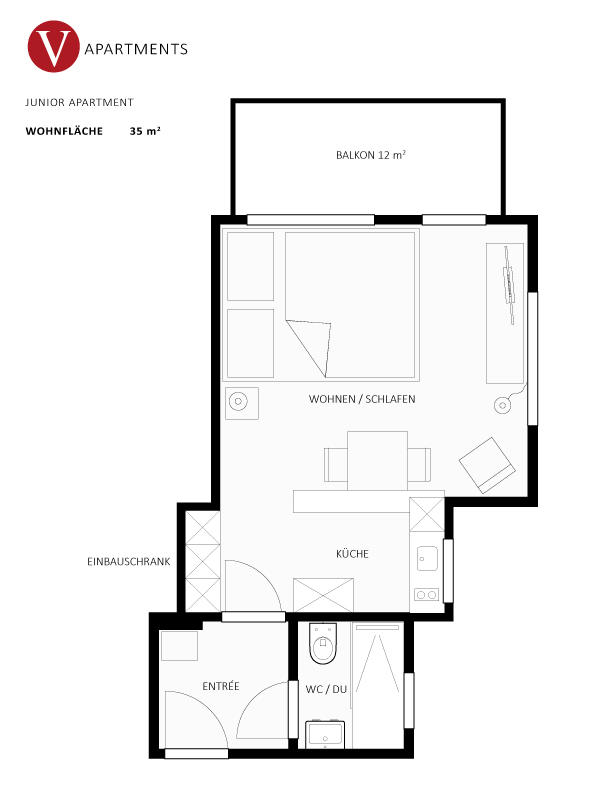 V APARTMENTS
JUNIOR APARTMENT
WOHNFLÄCHE 35 m²
BALKON 12 m²
WOHNEN / SCHLAFEN
KÜCHE
EINBAUSCHRANK
ENTRÉE
WC / DU